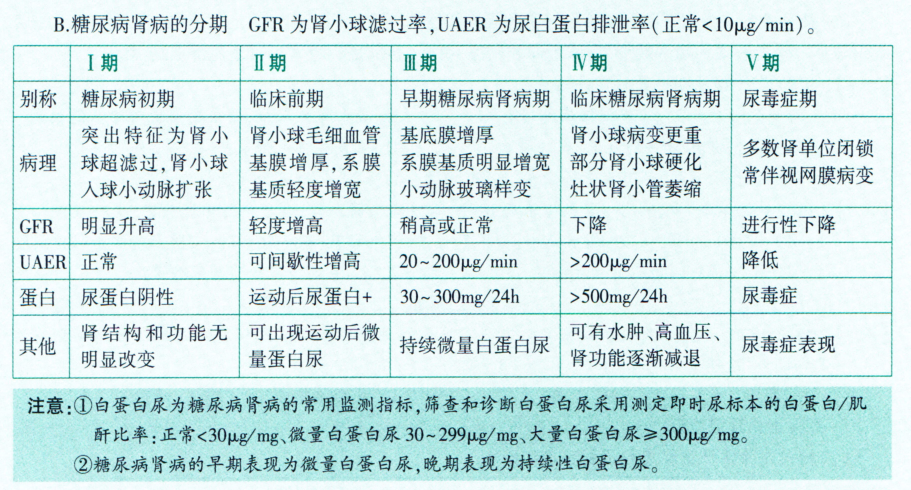 B.糖尿病肾病的分期 GFR 为肾小球滤过率,UAER 为尿白蛋白排泄率(正常<10μg/min)。
Ⅰ期 Ⅱ期 Ⅲ期 Ⅳ期 Ⅴ期
别称 糖尿病初期 临床前期 早期糖尿病肾病期 临床糖尿病肾病期 尿毒症期
病理
突出特征为肾小
球超滤过,肾小球
入球小动脉扩张
肾小球毛细血管
基膜增厚,系膜
基质轻度增宽
基底膜增厚
系膜基质明显增宽
小动脉玻璃样变
肾小球病变更重
部分肾小球硬化
灶状肾小管萎缩
多数肾单位闭锁
常伴视网膜病变
GFR 明显升高 轻度增高 稍高或正常 下降 进行性下降
UAER 正常 可间歇性增高 20~200μg/min >200μg/min 降低
蛋白 尿蛋白阴性 运动后尿蛋白+ 30~300mg/24h >500mg/24h 尿毒症
其他
肾结构和功能无
明显改变
可出现运动后微
量蛋白尿
持续微量白蛋白尿
可有水肿、高血压、
肾功能逐渐减退
尿毒症表现
注意:①白蛋白尿为糖尿病肾病的常用监测指标,筛查和诊断白蛋白尿采用测定即时尿标本的白蛋白/肌
酐比率:正常<30μg/mg、微量白蛋白尿 30~299μg/mg、大量白蛋白尿≥300μg/mg。
②糖尿病肾病的早期表现为微量白蛋白尿,晚期表现为持续性白蛋白尿。